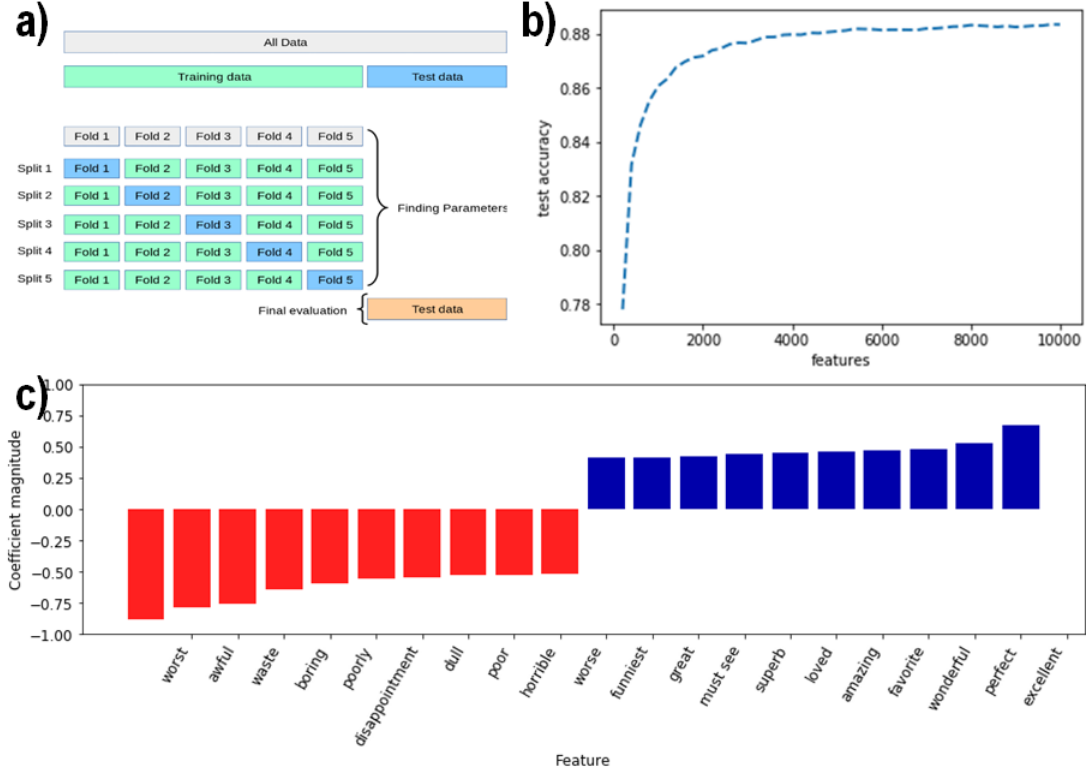 a)
All Data
Training data Test data
Fold 1 Fold 2 Fold 3 Fold 4 Fold 5
Split 1 Fold 1 Fold 2 Fold 3 Fold 4 Fold 5
Split 2 Fold 1 Fold 2 Fold 3 Fold 4 Fold 5
Finding Parameters
Split 3 Fold 1 Fold 2 Fold 3 Fold 4 Fold 5
Split 4 Fold 1 Fold 2 Fold 3 Fold 4 Fold 5
Split 5 Fold 1 Fold 2 Fold 3 Fold 4 Fold 5
Final evaluation Test data
b)
test accuracy
0.88
0.86
0.84
0.82
0.80
0.78
0 2000 4000 6000 8000 10000
features
c)
Coefficient magnitude
1.00
0.75
0.50
0.25
0.00
−0.25
−0.50
−0.75
−1.00
worst awful waste boring poorly disappointment dull poor horrible worse funniest great must see superb loved amazing favorite wonderful perfect excellent
Feature